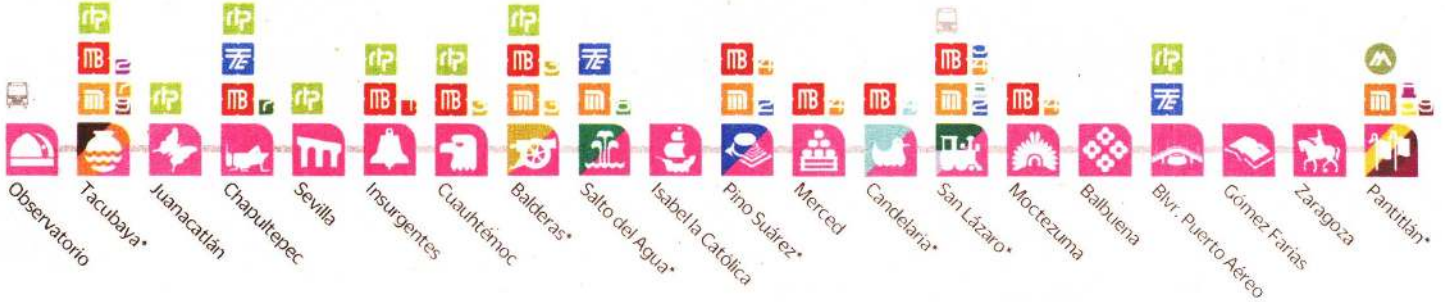 Observatorio
Tacubaya*
Juanacatlán
Chapultepec
Sevilla
Insurgentes
Cuauhtémoc
Balderas*
Salto del Agua*
Isabel la Católica
Pino Suárez*
Merced
Candelaria*
San Lázaro*
Moctezuma
Balbuena
Blvr. Puerto Aéreo
Gómez Farías
Zaragoza
Pantitlán*